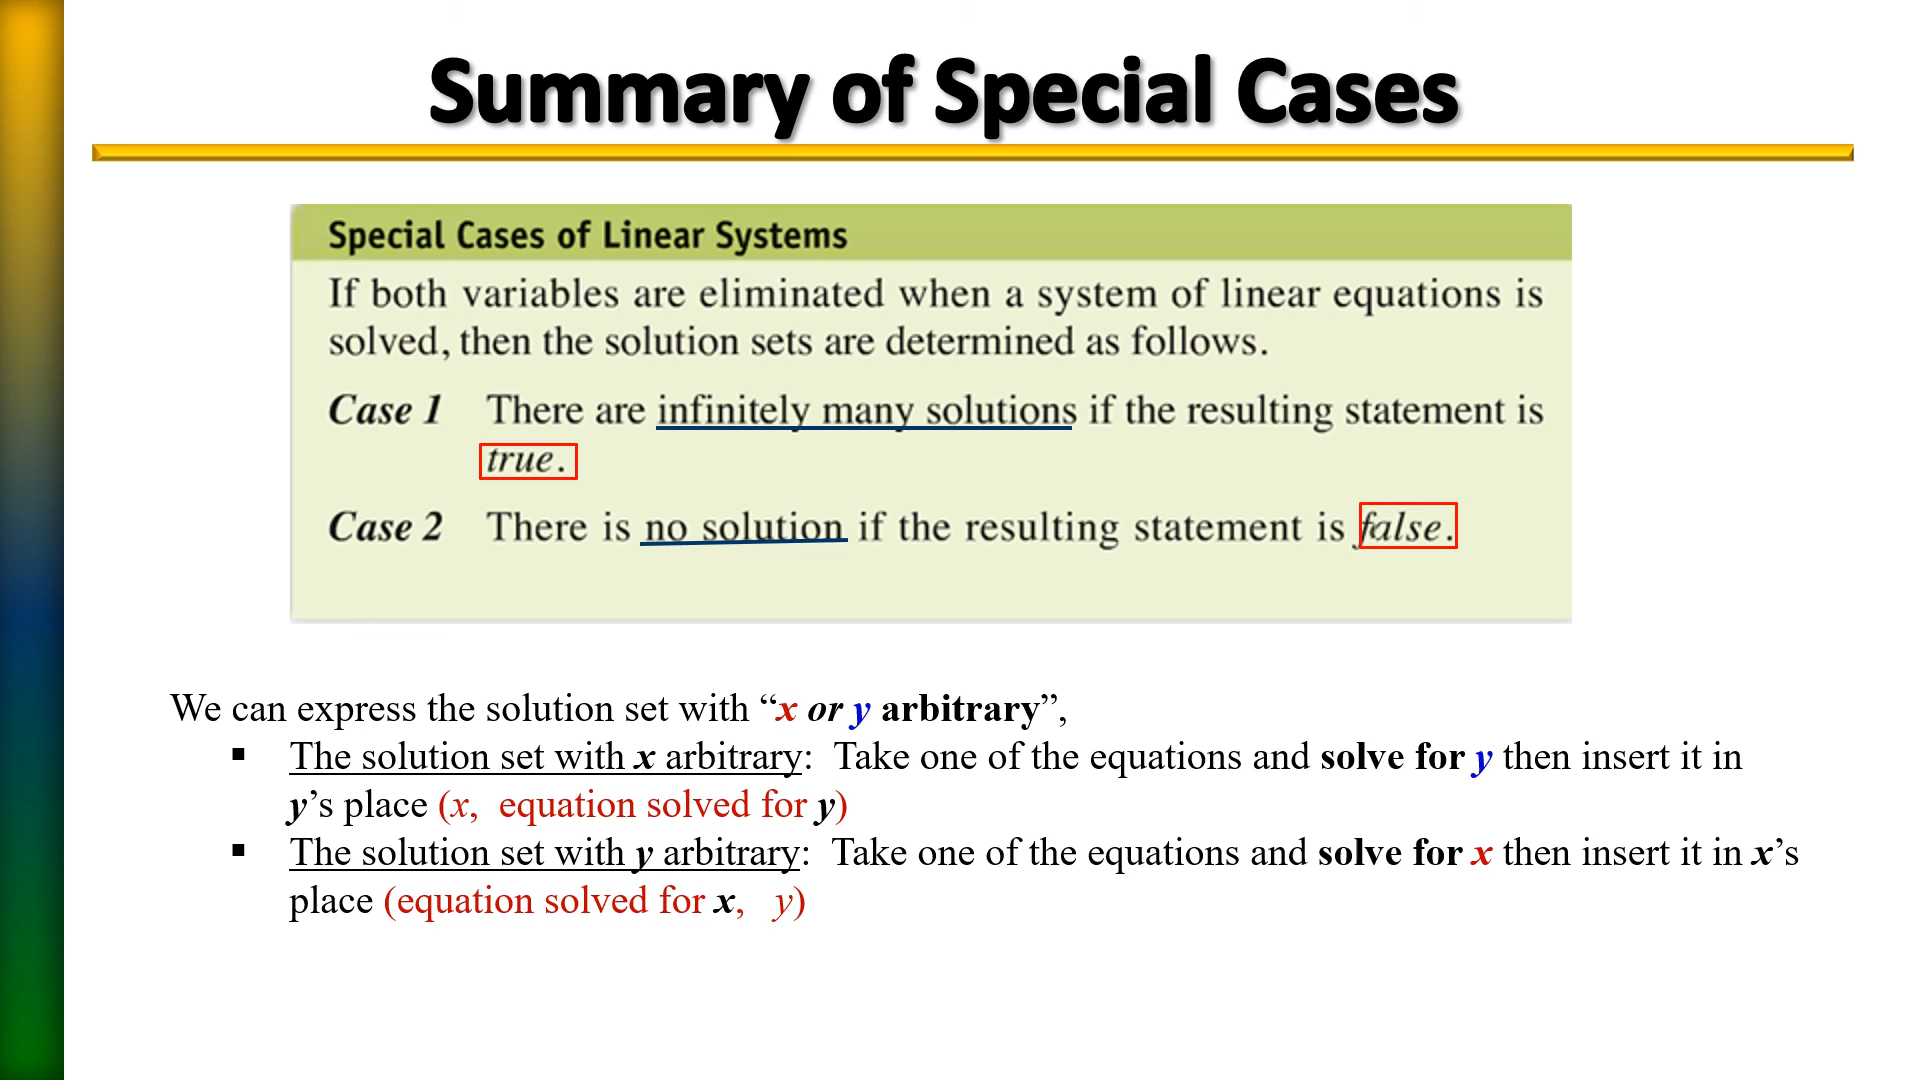 Summary of Special Cases
Special Cases of Linear Systems
If both variables are eliminated when a system of linear equations is
solved, then the solution sets are determined as follows.
Case 1 There are infinitely many solutions if the resulting statement is
true.
Case 2 There is no solution if the resulting statement is false.
We can express the solution set with “x or y arbitrary”,
▪ The solution set with x arbitrary: Take one of the equations and solve for y then insert it in
y’s place (x, equation solved for y)
▪ The solution set with y arbitrary: Take one of the equations and solve for x then insert it in x’s
place (equation solved for x, y)